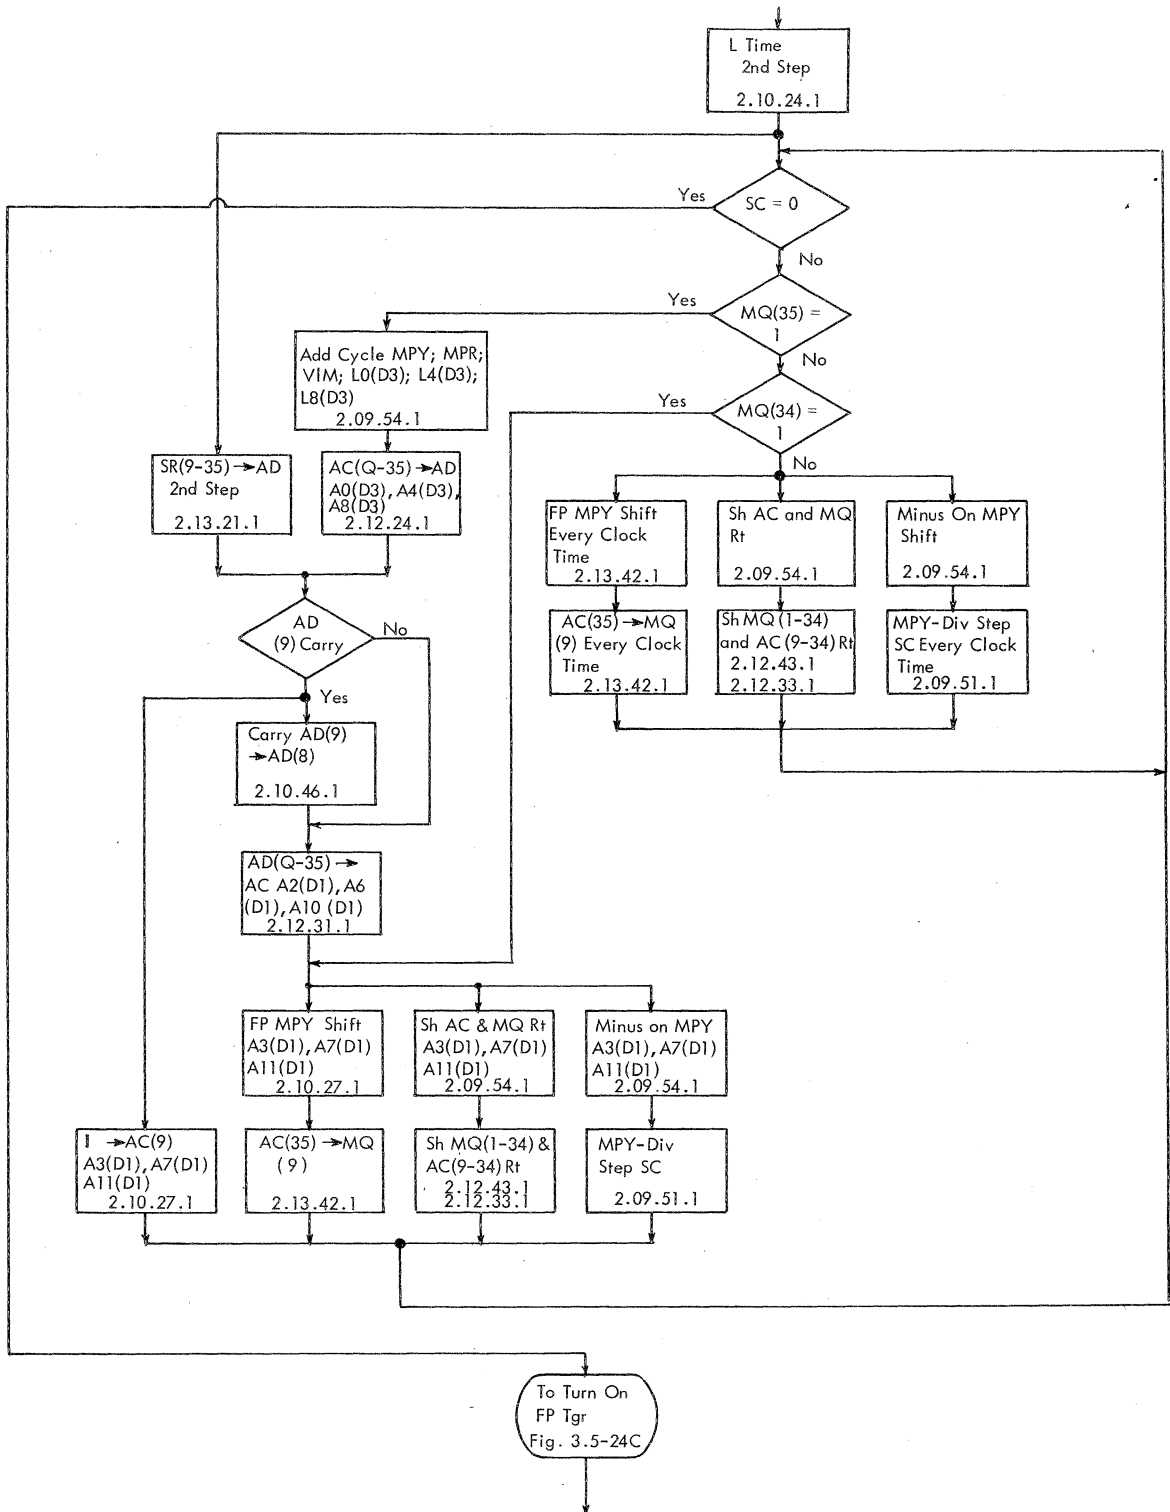 L Time
2nd Step
2.10.24.1
Yes
SC = 0
No
Yes
MQ(35) =
1
No
Add Cycle MPY; MPR;
VIM; L0(D3); L4(D3);
L8(D3)
2.09.54.1
Yes
MQ(34) =
1
No
SR(9-35)→AD
2nd Step
2.13.21.1
AC(Q-35)→AD
A0(D3), A4(D3),
A8(D3)
2.12.24.1
FP MPY Shift
Every Clock
Time
2.13.42.1
Sh AC and MQ
Rt
2.09.54.1
Minus On MPY
Shift
2.09.54.1
AC(35)→MQ
(9) Every Clock
Time
2.13.42.1
Sh MQ (1-34)
and AC (9-34) Rt
2.12.43.1
2.12.33.1
MPY-Div Step
SC Every Clock
Time
2.09.51.1
AD
(9) Carry
No
Yes
Carry AD(9)
→AD(8)
2.10.46.1
AD(Q-35)→
AC A2(D1), A6
(D1), A10 (D1)
2.12.31.1
FP MPY Shift
A3(D1), A7(D1)
A11(D1)
2.10.27.1
Sh AC & MQ Rt
A3(D1), A7(D1)
A11(D1)
2.09.54.1
Minus on MPY
A3(D1), A7(D1)
A11(D1)
2.09.54.1
1 →AC(9)
A3(D1), A7(D1)
A11(D1)
2.10.27.1
AC(35)→MQ
(9)
2.13.42.1
Sh MQ(1-34) &
AC(9-34) Rt
2.12.43.1
2.12.33.1
MPY-Div
Step SC
2.09.51.1
To Turn On
FP Tgr
Fig. 3.5-24C